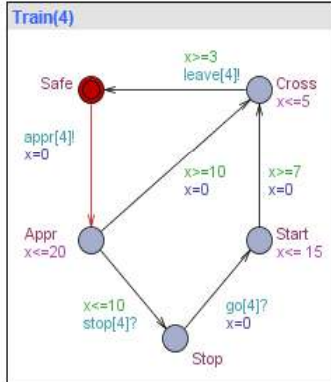 Train(4)
Safe
x>=3
leave[4]!
Cross
x<=5
appr[4]!
x=0
x>=10
x=0
x>=7
x=0
Appr
x<=20
Start
x<= 15
x<=10
stop[4]?
go[4]?
x=0
Stop